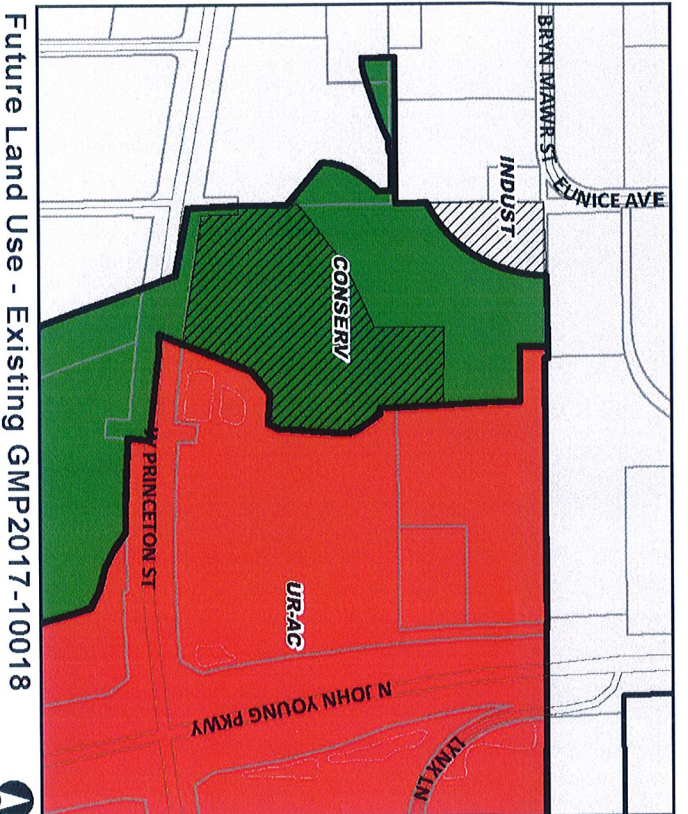 BRYN MAWR ST
EUNICE AVE
INDUST
CONSERV
W PRINCETON ST
UR-AC
N JOHN YOUNG PKWY
LYNX LN
Future Land Use - Existing GMP2017-10018